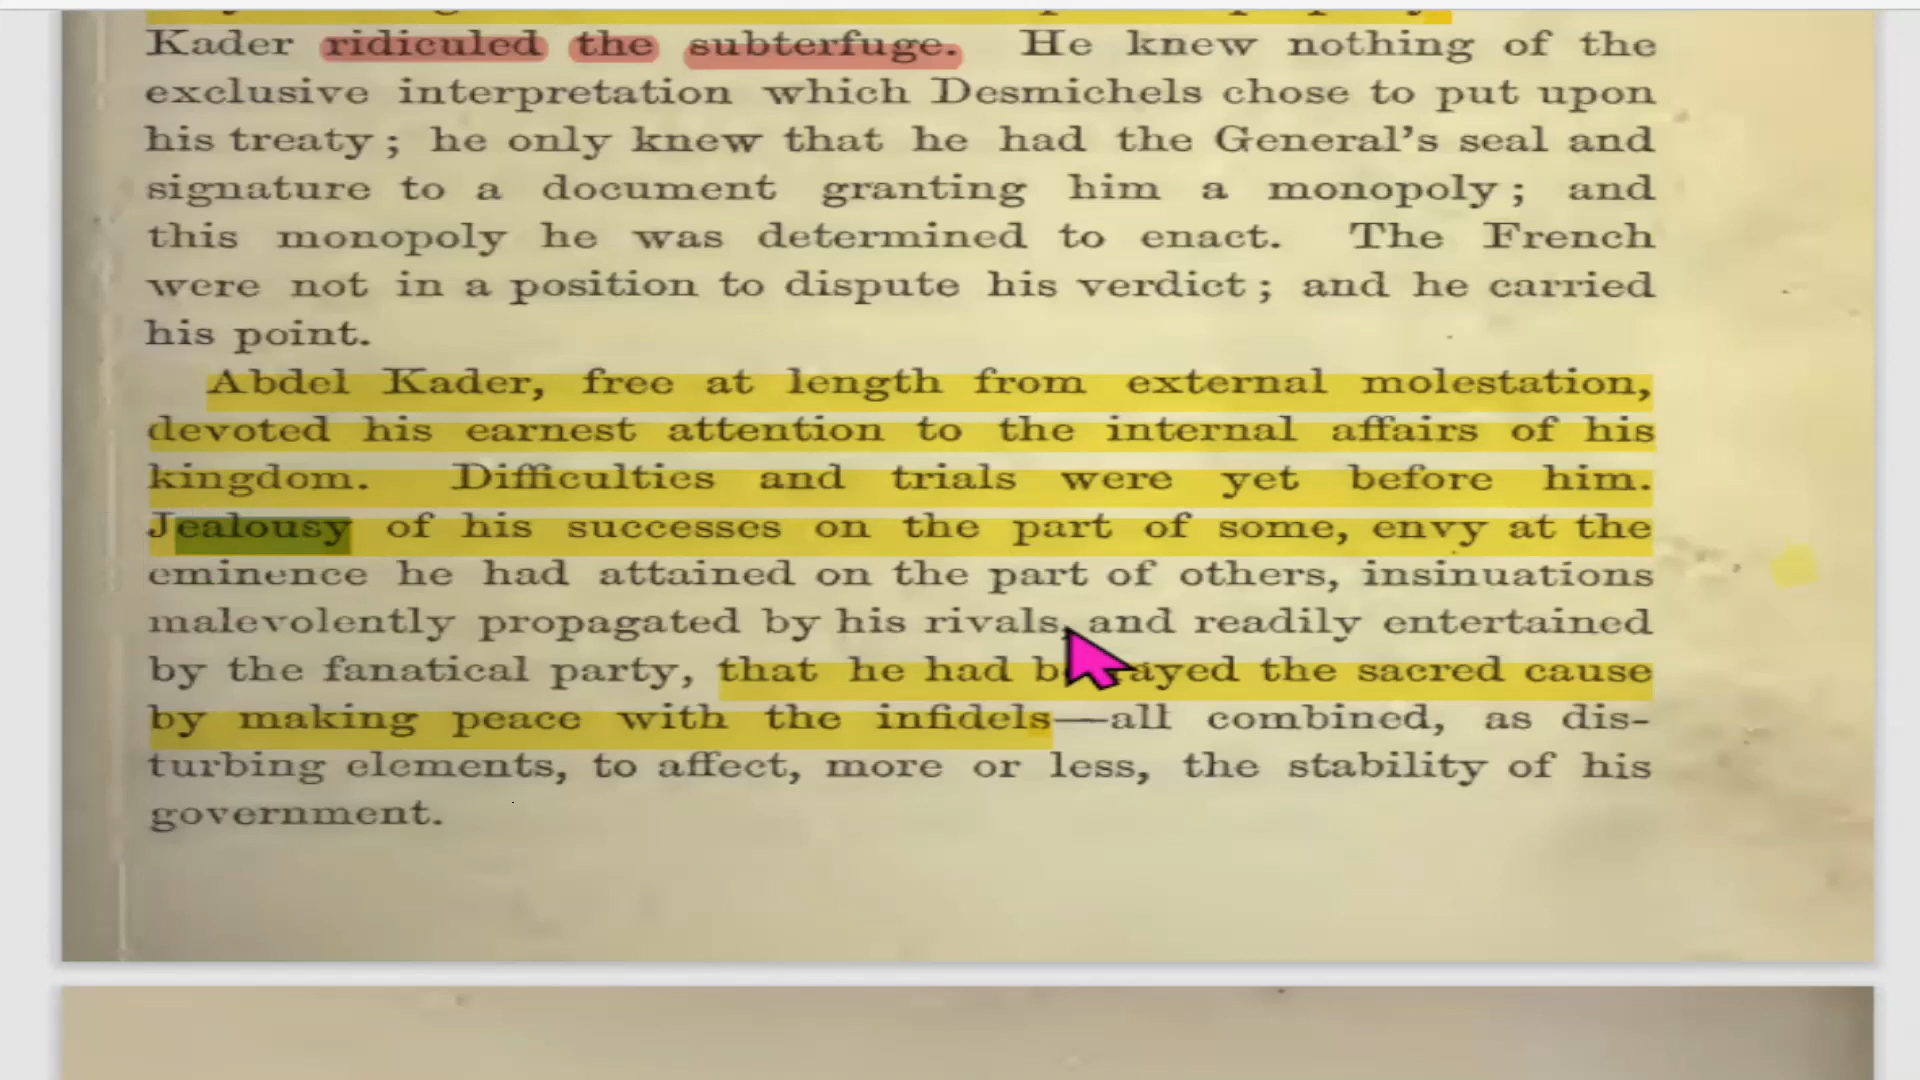 Kader ridiculed the subterfuge. He knew nothing of the
exclusive interpretation which Desmichels chose to put upon
his treaty; he only knew that he had the General's seal and
signature to a document granting him a monopoly; and
this monopoly he was determined to enact. The French
were not in a position to dispute his verdict; and he carried
his point.
Abdel Kader, free at length from external molestation,
devoted his earnest attention to the internal affairs of his
kingdom. Difficulties and trials were yet before him.
Jealousy of his successes on the part of some, envy at the
eminence he had attained on the part of others, insinuations
malevolently propagated by his rivals, and readily entertained
by the fanatical party, that he had betrayed the sacred cause
by making peace with the infidels—all combined, as dis-
turbing elements, to affect, more or less, the stability of his
government.